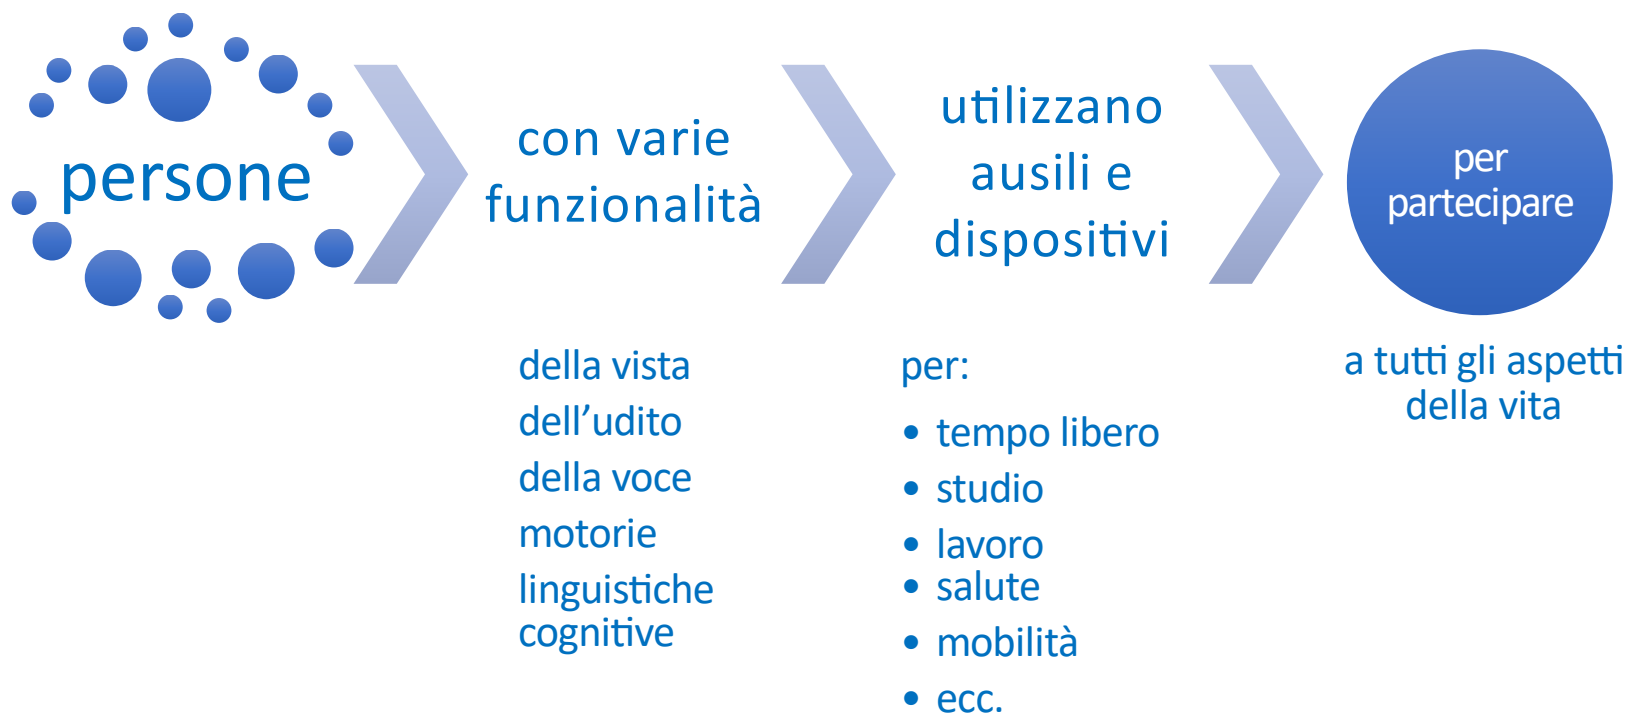 persone
con varie
funzionalità
della vista
dell’udito
della voce
motorie
linguistiche
cognitive
utilizzano
ausili e
dispositivi
per:
• tempo libero
• studio
• lavoro
• salute
• mobilità
• ecc.
per
partecipare
a tutti gli aspetti
della vita